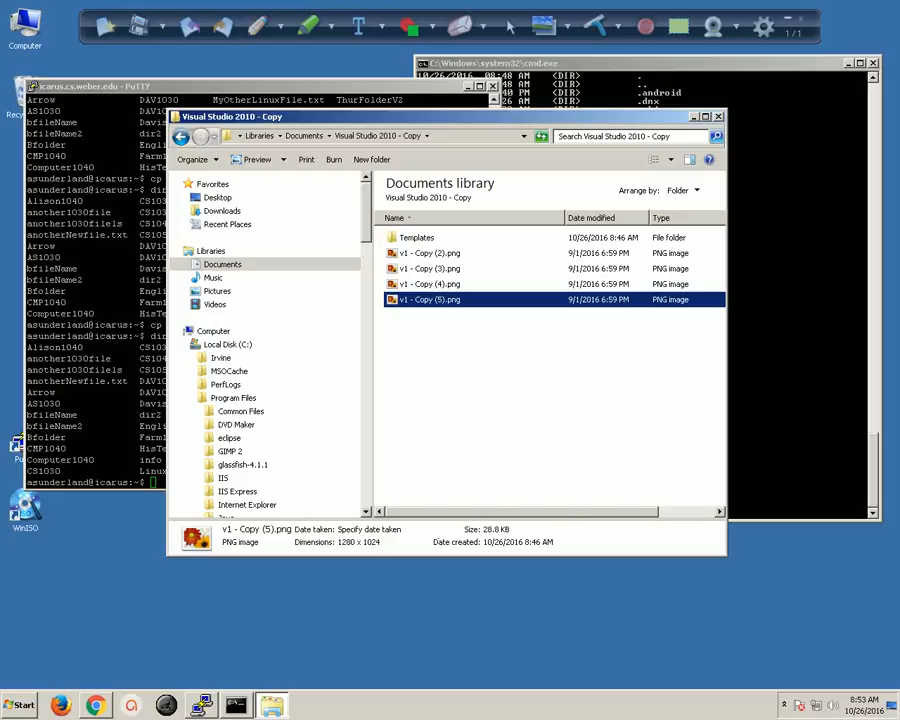 Computer
1/1
C:\Windows\system32\cmd.exe
10/26/2016  08:48 AM    <DIR>          .
<DIR>          ..
<DIR>          .android
<DIR>          .dnx
icarus.cs.weber.edu - PuTTY
Arrow DAV1030 MyOtherLinuxFile.txt ThurFolderV2
AS1030
bfileName
bfileName2 dir2
Bfolder
CMP1040
Computer1040
asunderland@icarus:~$ cp
asunderland@icarus:~$ dir
Alison1040
another1030file
another1030filels
anotherNewfile.txt
Arrow
AS1030
bfileName
bfileName2
Bfolder
CMP1040
Computer1040
asunderland@icarus:~$ cp
asunderland@icarus:~$ dir
Alison1040
another1030file
another1030filels
anotherNewfile.txt
Arrow
AS1030
bfileName dir2
bfileName2
Bfolder
CMP1040
Computer1040 info
CS1030
asunderland@icarus:~$
Visual Studio 2010 - Copy
Libraries Documents Visual Studio 2010 - Copy
Search Visual Studio 2010 - Copy
Organize Preview Print Burn New folder
Favorites
Desktop
Downloads
Recent Places
Libraries
Documents
Music
Pictures
Videos
Computer
Local Disk (C:)
Irvine
MSOCache
PerfLogs
Program Files
Common Files
DVD Maker
eclipse
GIMP 2
glassfish-4.1.1
IIS
IIS Express
Internet Explorer
Documents library
Visual Studio 2010 - Copy
Arrange by: Folder
Name Date modified Type
Templates 10/26/2016 8:46 AM File folder
v1 - Copy (2).png 9/1/2016 6:59 PM PNG image
v1 - Copy (3).png 9/1/2016 6:59 PM PNG image
v1 - Copy (4).png 9/1/2016 6:59 PM PNG image
v1 - Copy (5).png 9/1/2016 6:59 PM PNG image
v1 - Copy (5).png Date taken: Specify date taken Size: 28.8 KB
PNG image Dimensions: 1280 x 1024 Date created: 10/26/2016 8:46 AM
WinISO
Start
8:53 AM
10/26/2016